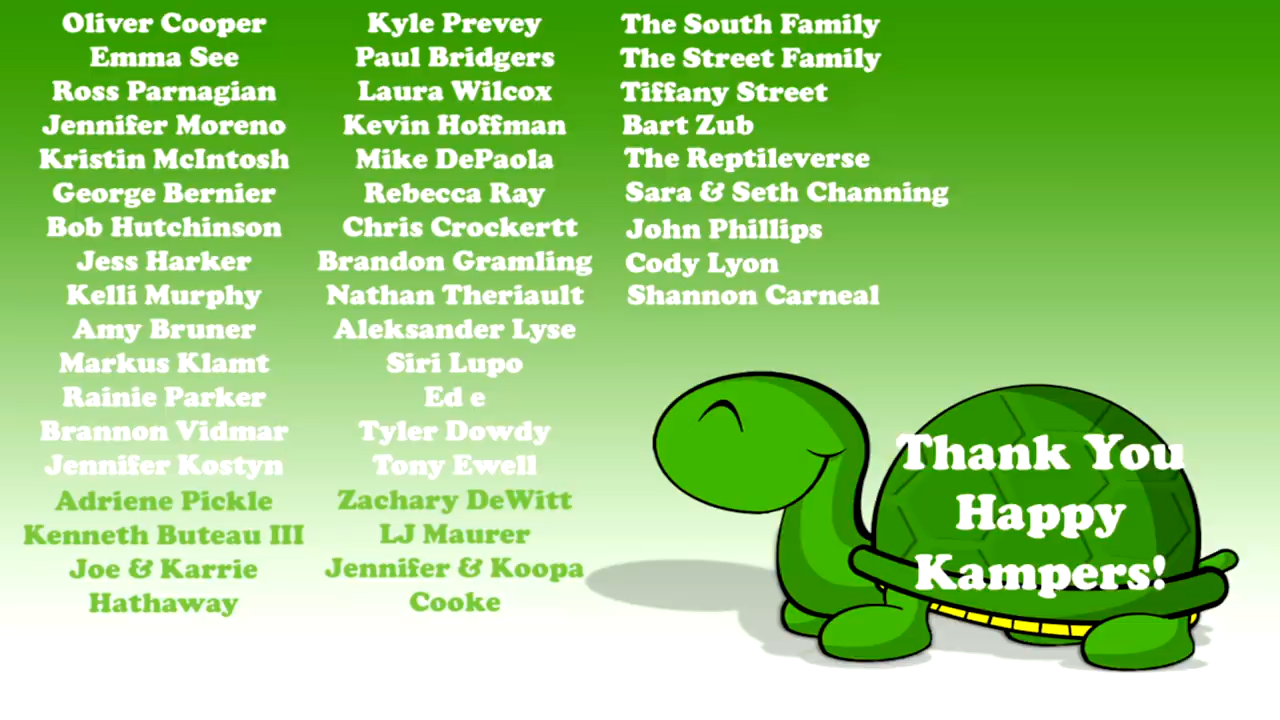 Oliver Cooper
Emma See
Ross Parnagian
Jennifer Moreno
Kristin McIntosh
George Bernier
Bob Hutchinson
Jess Harker
Kelli Murphy
Amy Bruner
Markus Klamt
Rainie Parker
Brannon Vidmar
Jennifer Kostyn
Adriene Pickle
Kenneth Buteau III
Joe & Karrie
Hathaway
Kyle Prevey
Paul Bridgers
Laura Wilcox
Kevin Hoffman
Mike DePaola
Rebecca Ray
Chris Crockertt
Brandon Gramling
Nathan Theriault
Aleksander Lyse
Siri Lupo
Ed e
Tyler Dowdy
Tony Ewell
Zachary DeWitt
LJ Maurer
Jennifer & Koopa
Cooke
The South Family
The Street Family
Tiffany Street
Bart Zub
The Reptileverse
Sara & Seth Channing
John Phillips
Cody Lyon
Shannon Carneal
Thank You
Happy
Kampers!